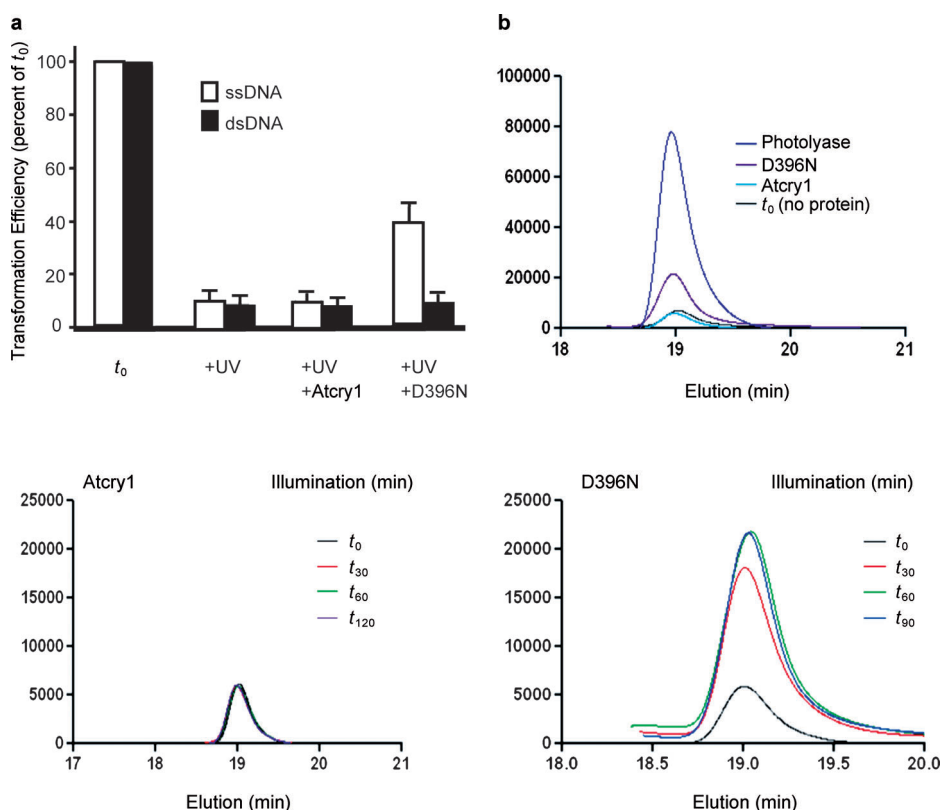 a
Transformation Efficiency (percent of t0)
100
80
60
40
20
0
ssDNA
dsDNA
t0
+UV
+UV
+Atcry1
+UV
+D396N
b
100000
80000
60000
40000
20000
0
Photolyase
D396N
Atcry1
t0 (no protein)
18
19
20
21
Elution (min)
Atcry1
Illumination (min)
25000
20000
15000
10000
5000
0
t0
t30
t60
t120
17
18
19
20
21
Elution (min)
D396N
Illumination (min)
25000
20000
15000
10000
5000
0
t0
t30
t60
t90
18.0
18.5
19.0
19.5
20.0
Elution (min)